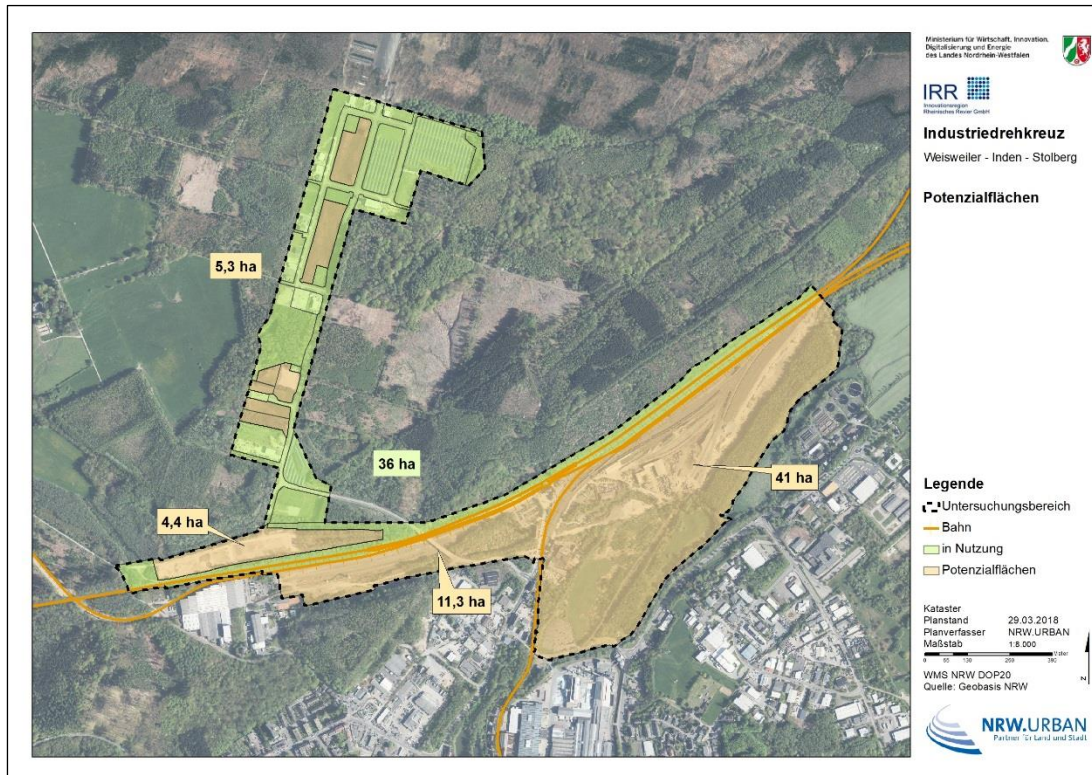 Ministerium für Wirtschaft, Innovation,
Digitalisierung und Energie
des Landes Nordrhein-Westfalen
IRR
Innovationsregion
Rheinisches Revier GmbH
Industriedrehkreuz
Weisweiler - Inden - Stolberg
Potenzialflächen
5,3 ha
36 ha
41 ha
4,4 ha
11,3 ha
Legende
Untersuchungsbereich
Bahn
in Nutzung
Potenzialflächen
Kataster
Planstand 29.03.2018
Planverfasser NRW.URBAN
Maßstab 1:8.000
WMS NRW DOP20
Quelle: Geobasis NRW
NRW.URBAN
Partner für Land und Stadt